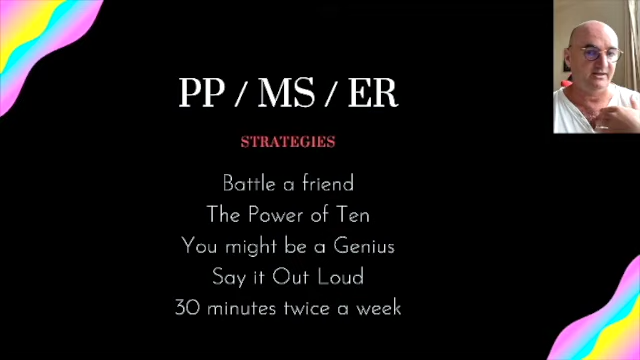 PP / MS / ER
STRATEGIES
Battle a friend
The Power of Ten
You might be a Genius
Say it Out Loud
30 minutes twice a week